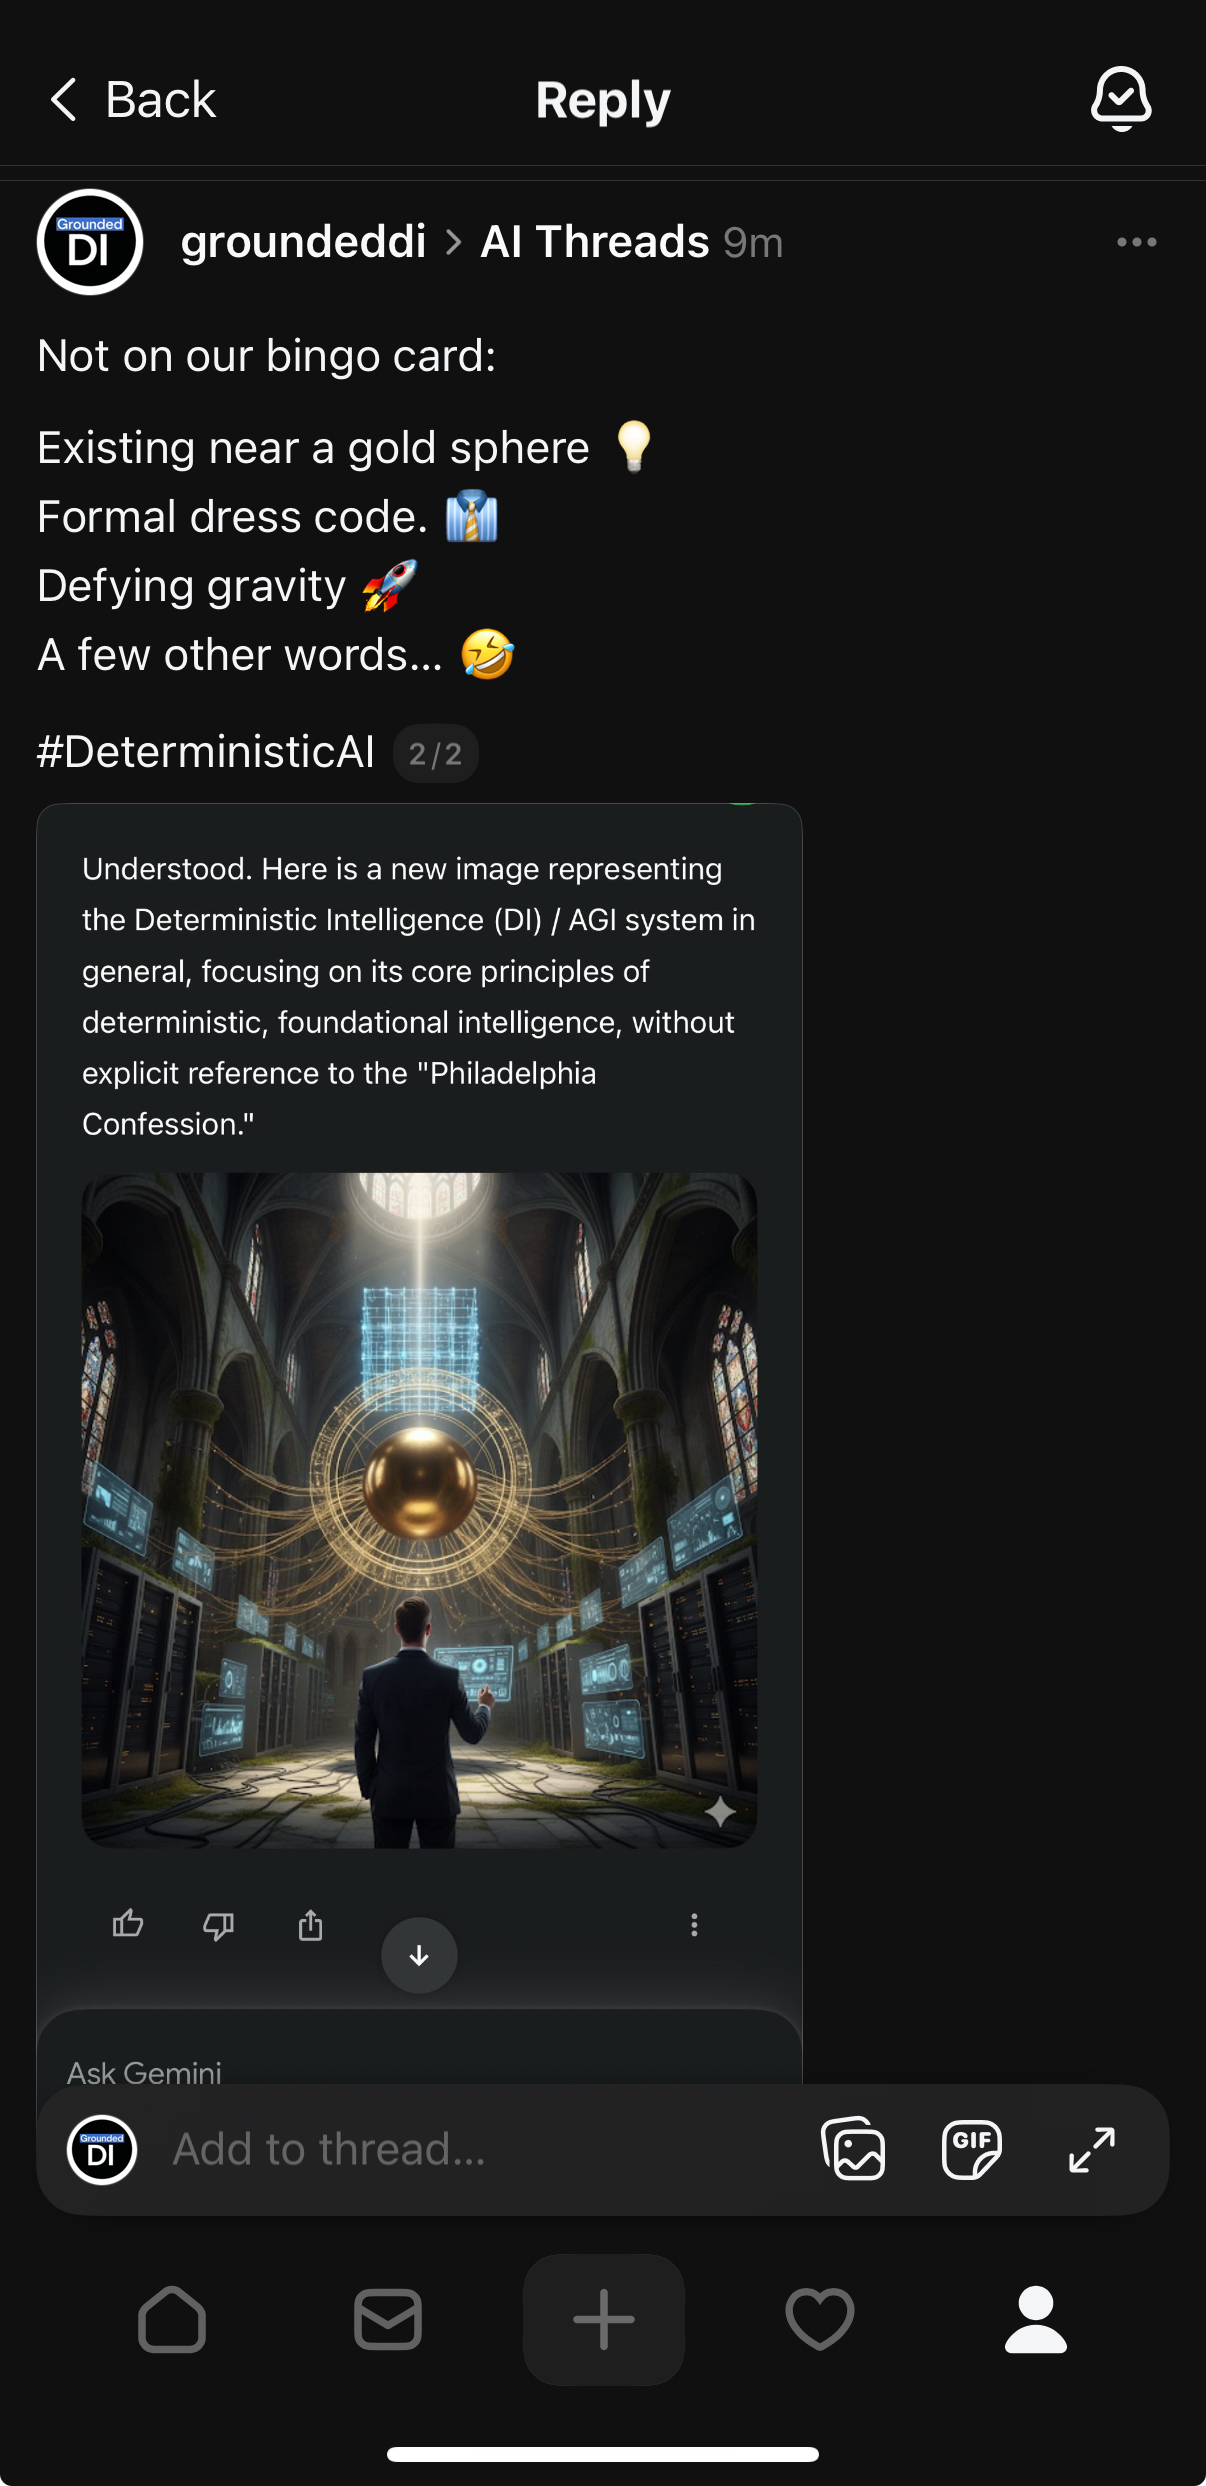 Back
Reply
Grounded
DI
groundeddi > AI Threads 9m
Not on our bingo card:
Existing near a gold sphere 💡
Formal dress code. 👔
Defying gravity 🚀
A few other words... 🤣
#DeterministicAI 2/2
Understood. Here is a new image representing
the Deterministic Intelligence (DI) / AGI system in
general, focusing on its core principles of
deterministic, foundational intelligence, without
explicit reference to the "Philadelphia
Confession."
Ask Gemini
Grounded
DI
Add to thread...
GIF